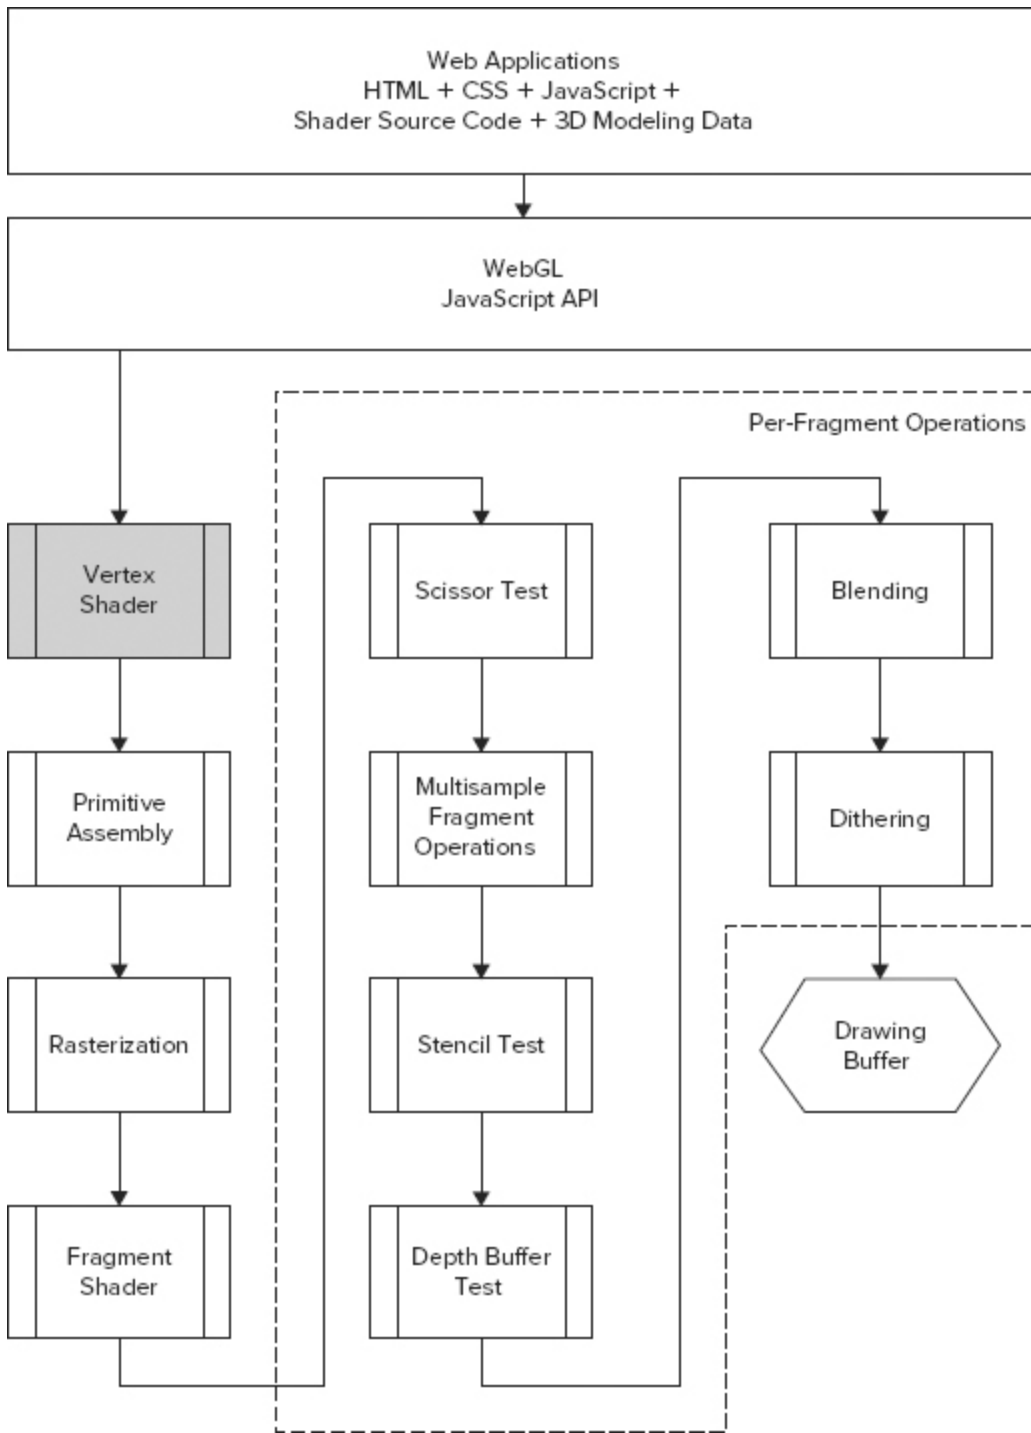 Web Applications
HTML + CSS + JavaScript +
Shader Source Code + 3D Modeling Data
WebGL
JavaScript API
Per-Fragment Operations
Vertex
Shader
Primitive
Assembly
Rasterization
Fragment
Shader
Scissor Test
Multisample
Fragment
Operations
Stencil Test
Depth Buffer
Test
Blending
Dithering
Drawing
Buffer